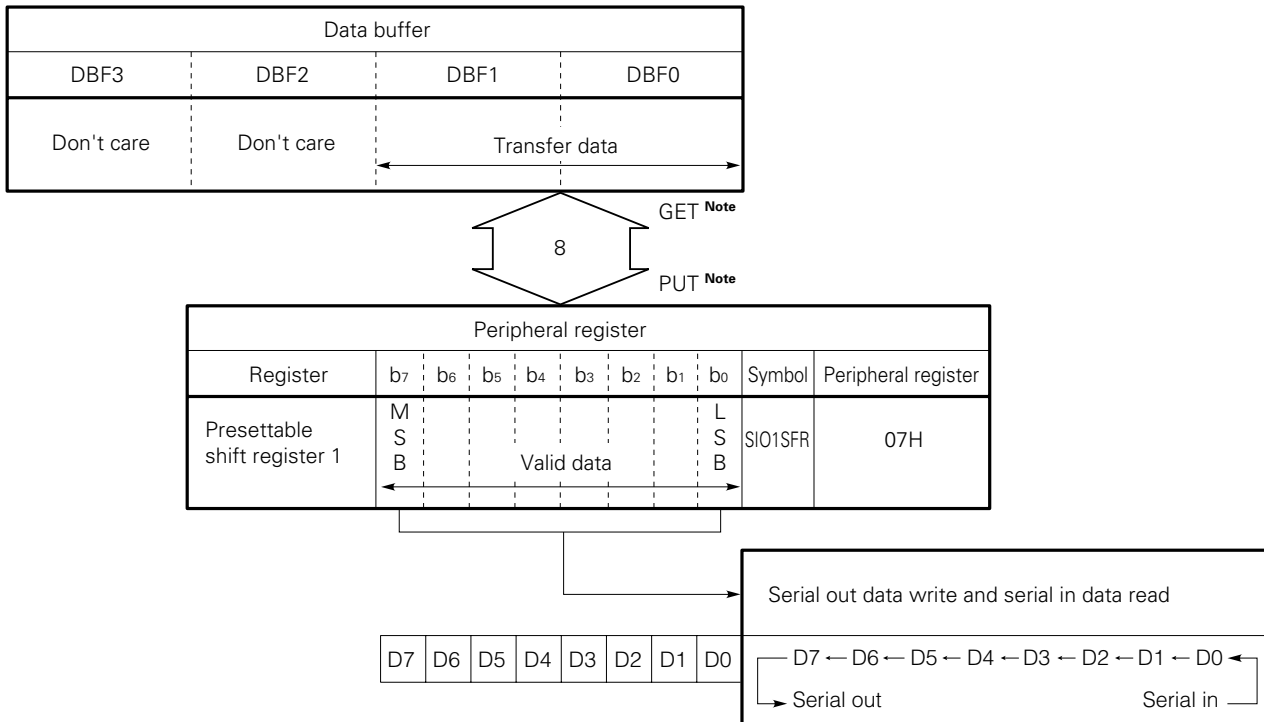 Data buffer
DBF3 DBF2 DBF1 DBF0
Don't care Don't care Transfer data
GET Note
8
PUT Note
Peripheral register
Register b7 b6 b5 b4 b3 b2 b1 b0 Symbol Peripheral register
Presettable
shift register 1
MSB
Valid data
LSB
SIO1SFR
07H
Serial out data write and serial in data read
D7 D6 D5 D4 D3 D2 D1 D0
D7 ← D6 ← D5 ← D4 ← D3 ← D2 ← D1 ← D0
Serial out Serial in